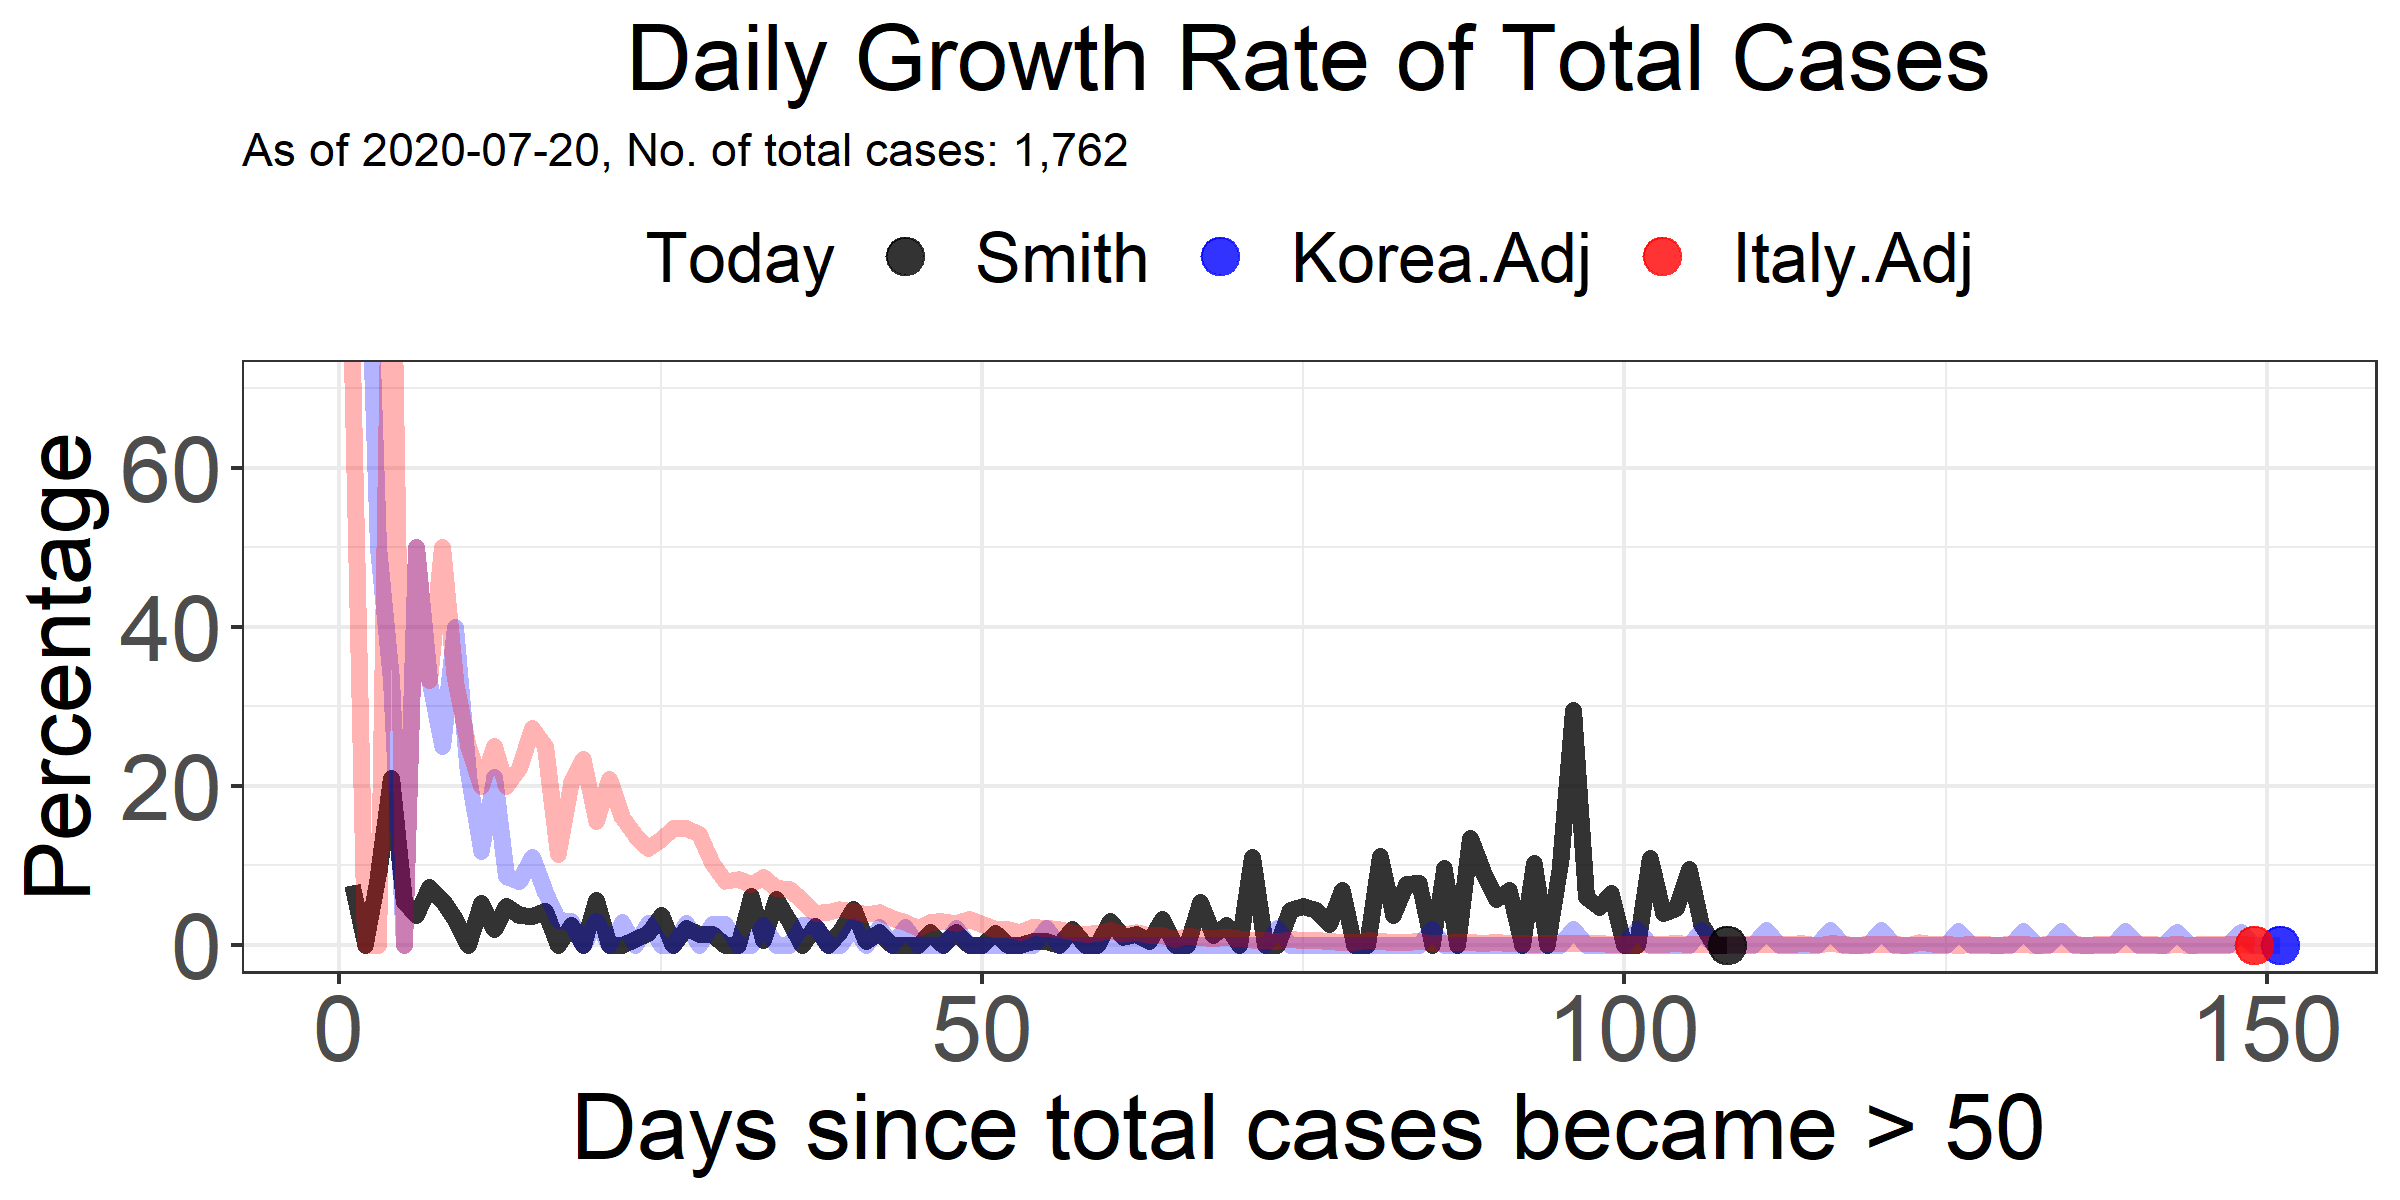 Daily Growth Rate of Total Cases
As of 2020-07-20, No. of total cases: 1,762
Today Smith Korea.Adj Italy.Adj
Percentage
60
40
20
0
0 50 100 150
Days since total cases became > 50